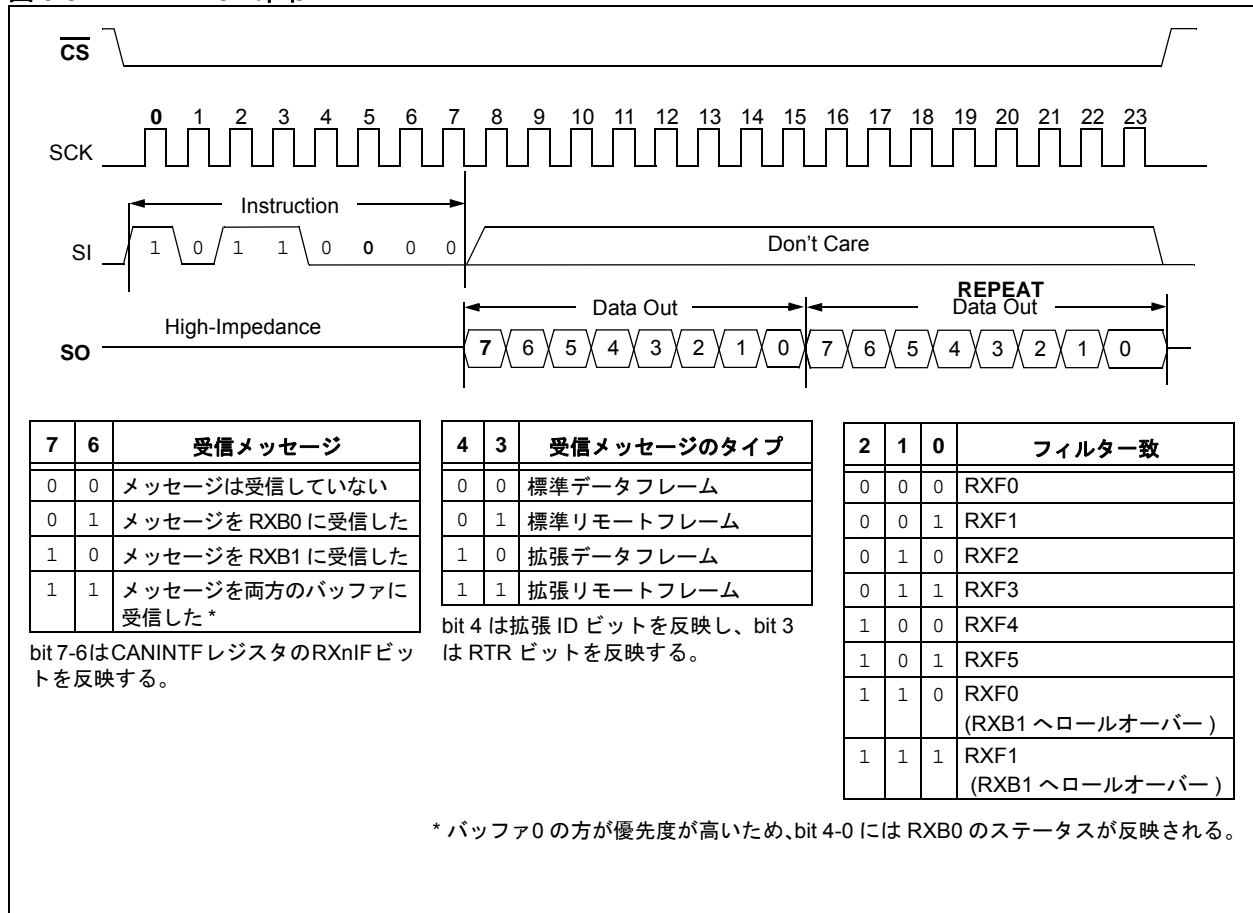 CS
0 1 2 3 4 5 6 7 8 9 10 11 12 13 14 15 16 17 18 19 20 21 22 23
SCK
Instruction
SI 1 0 1 1 0 0 0 0 Don't Care
REPEAT
Data Out Data Out
High-Impedance
SO 7 6 5 4 3 2 1 0 7 6 5 4 3 2 1 0
7 6 受信メッセージ
0 0 メッセージは受信していない
0 1 メッセージを RXB0 に受信した
1 0 メッセージを RXB1 に受信した
1 1 メッセージを両方のバッファに
受信した *
bit 7-6はCANINTFレジスタのRXnIFビッ
トを反映する。
4 3 受信メッセージのタイプ
0 0 標準データフレーム
0 1 標準リモートフレーム
1 0 拡張データフレーム
1 1 拡張リモートフレーム
bit 4 は拡張 ID ビットを反映し、bit 3
は RTR ビットを反映する。
2 1 0 フィルタ一致
0 0 0 RXF0
0 0 1 RXF1
0 1 0 RXF2
0 1 1 RXF3
1 0 0 RXF4
1 0 1 RXF5
1 1 0 RXF0
(RXB1 へロールオーバー )
1 1 1 RXF1
(RXB1 へロールオーバー )
* バッファ0 の方が優先度が高いため、bit 4-0 には RXB0 のステータスが反映される。